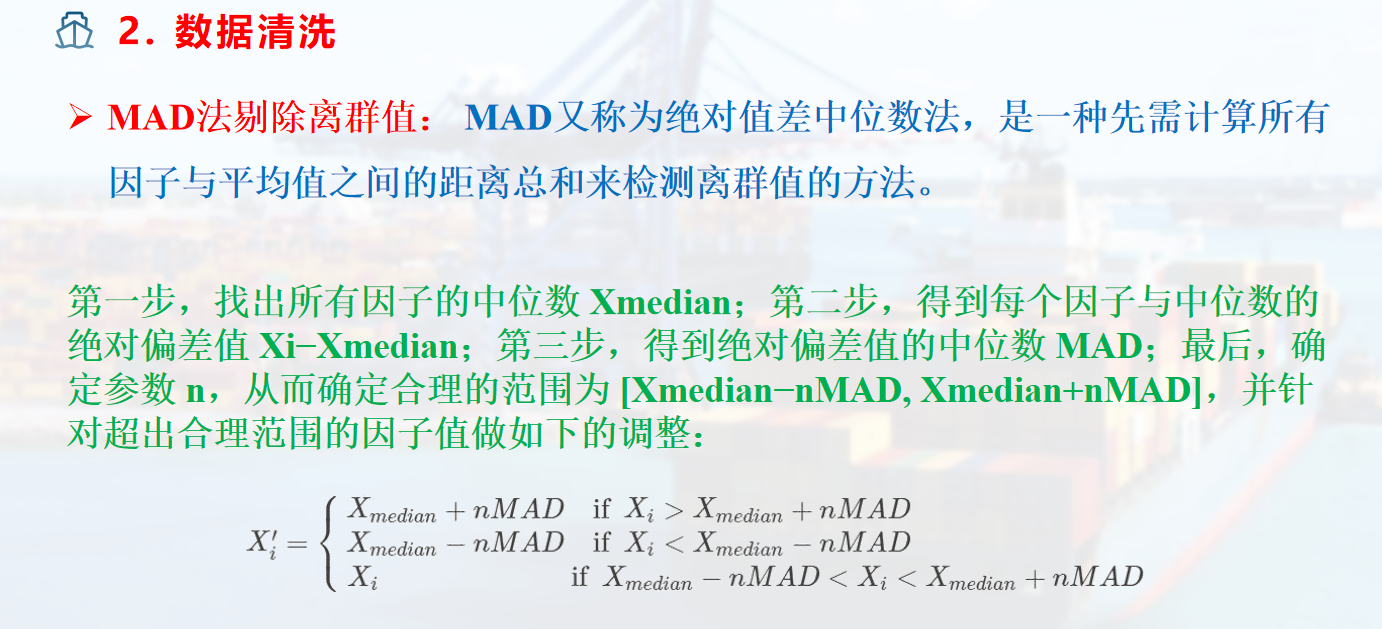 2. 数据清洗
➢ MAD法剔除离群值： MAD又称为绝对值差中位数法，是一种先需计算所有
因子与平均值之间的距离总和来检测离群值的方法。
第一步，找出所有因子的中位数 Xmedian；第二步，得到每个因子与中位数的
绝对偏差值 Xi−Xmedian；第三步，得到绝对偏差值的中位数 MAD；最后，确
定参数 n，从而确定合理的范围为 [Xmedian−nMAD, Xmedian+nMAD]，并针
对超出合理范围的因子值做如下的调整：
X_{median} + nMAD if X_i > X_{median} + nMAD
X'_i = { X_{median} − nMAD if X_i < X_{median} − nMAD
X_i if X_{median} − nMAD < X_i < X_{median} + nMAD